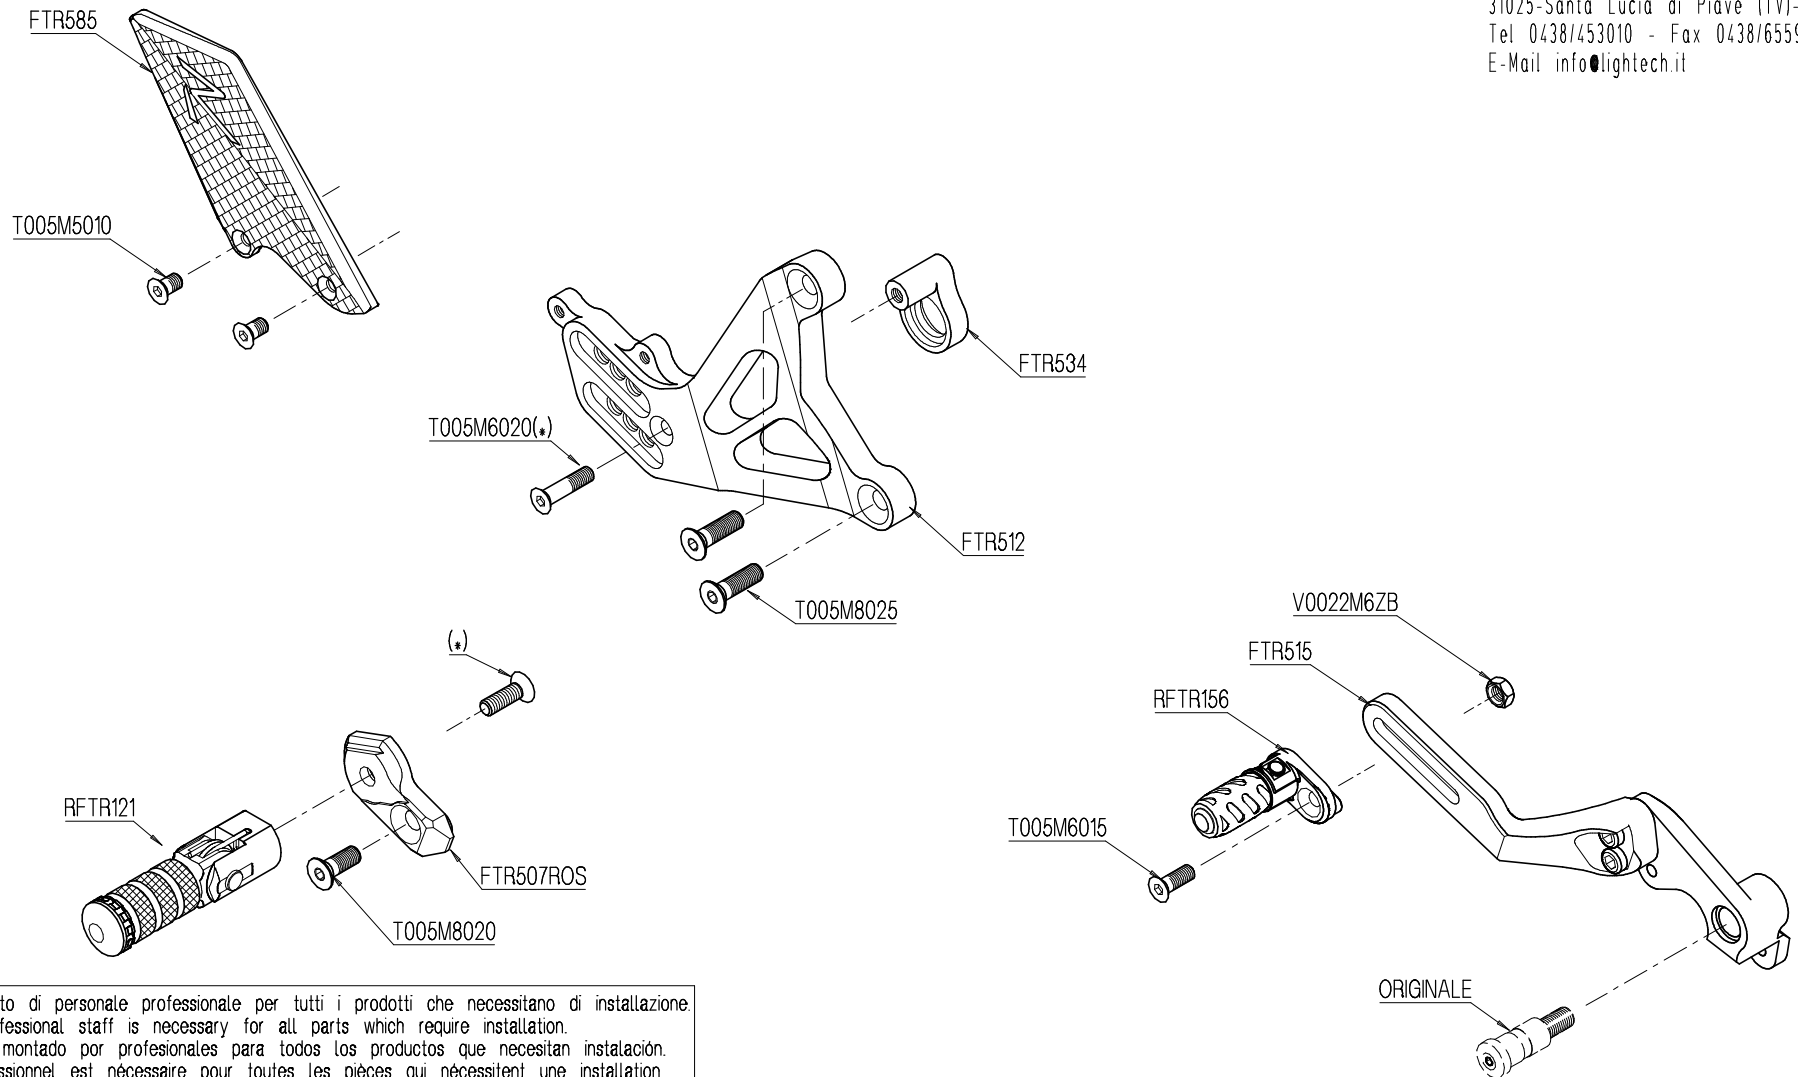 FTR585
31025-Santa Lucia di Piave (TV)-
Tel 0438/453010 - Fax 0438/6559
E-Mail info@lightech.it
T005M5010
FTR534
T005M6020(*)
FTR512
T005M8025
V0022M6ZB
(*)
FTR515
RFTR156
RFTR121
T005M6015
FTR507ROS
T005M8020
ORIGINALE
to di personale professionale per tutti i prodotti che necessitano di installazione.
fessional staff is necessary for all parts which require installation.
montado por profesionales para todos los productos que necesitan instalación.
ssionnel est nécessaire pour toutes les pièces qui nécessitent une installation